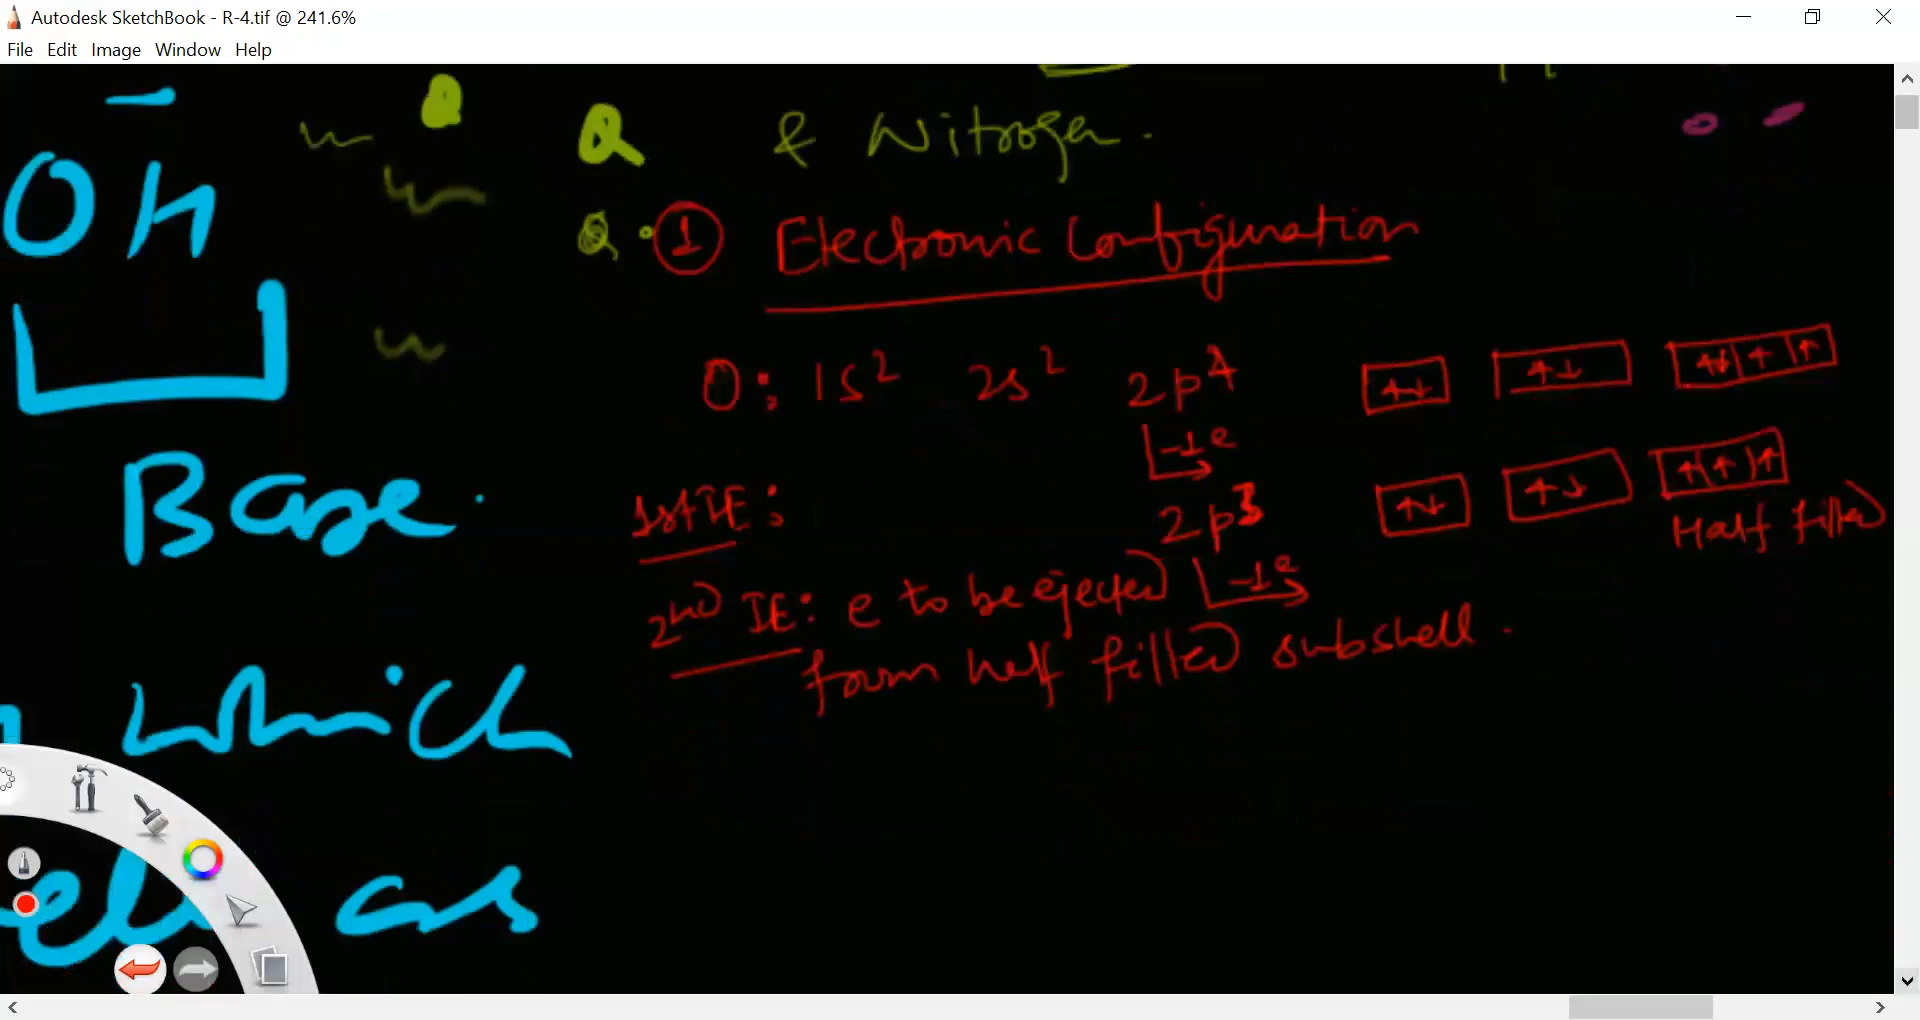 Autodesk SketchBook - R-4.tif @ 241.6%
File Edit Image Window Help
& Nitrogen.
① Electronic Configuration
O: 1s² 2s² 2p⁴
-1e
1st IE: 2p³
Half filled
2nd IE: e to be ejected -1e
from half filled subshell.
OH
Base.
which
as